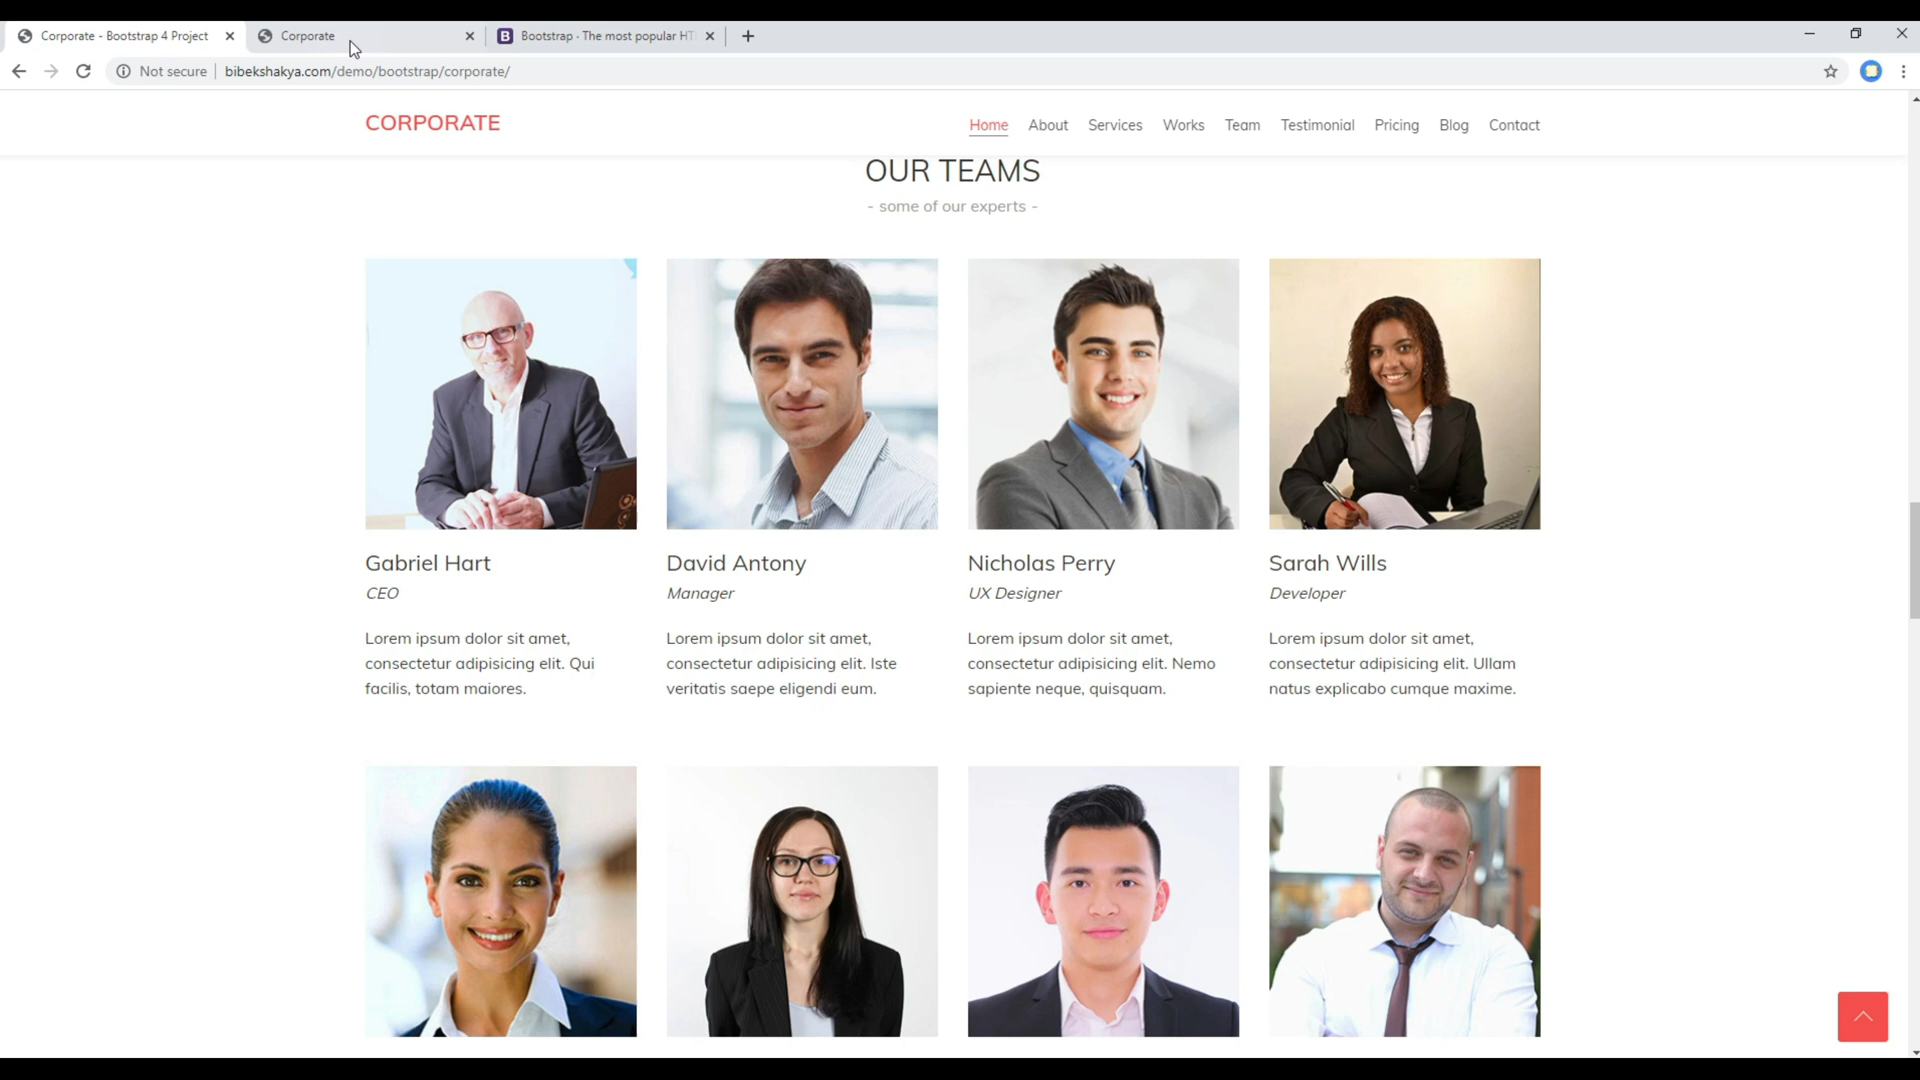 Corporate - Bootstrap 4 Project
Corporate
Bootstrap · The most popular HT
Not secure
bibekshakya.com/demo/bootstrap/corporate/
CORPORATE
Home About Services Works Team Testimonial Pricing Blog Contact
OUR TEAMS
- some of our experts -
Gabriel Hart
CEO
Lorem ipsum dolor sit amet,
consectetur adipisicing elit. Qui
facilis, totam maiores.
David Antony
Manager
Lorem ipsum dolor sit amet,
consectetur adipisicing elit. Iste
veritatis saepe eligendi eum.
Nicholas Perry
UX Designer
Lorem ipsum dolor sit amet,
consectetur adipisicing elit. Nemo
sapiente neque, quisquam.
Sarah Wills
Developer
Lorem ipsum dolor sit amet,
consectetur adipisicing elit. Ullam
natus explicabo cumque maxime.